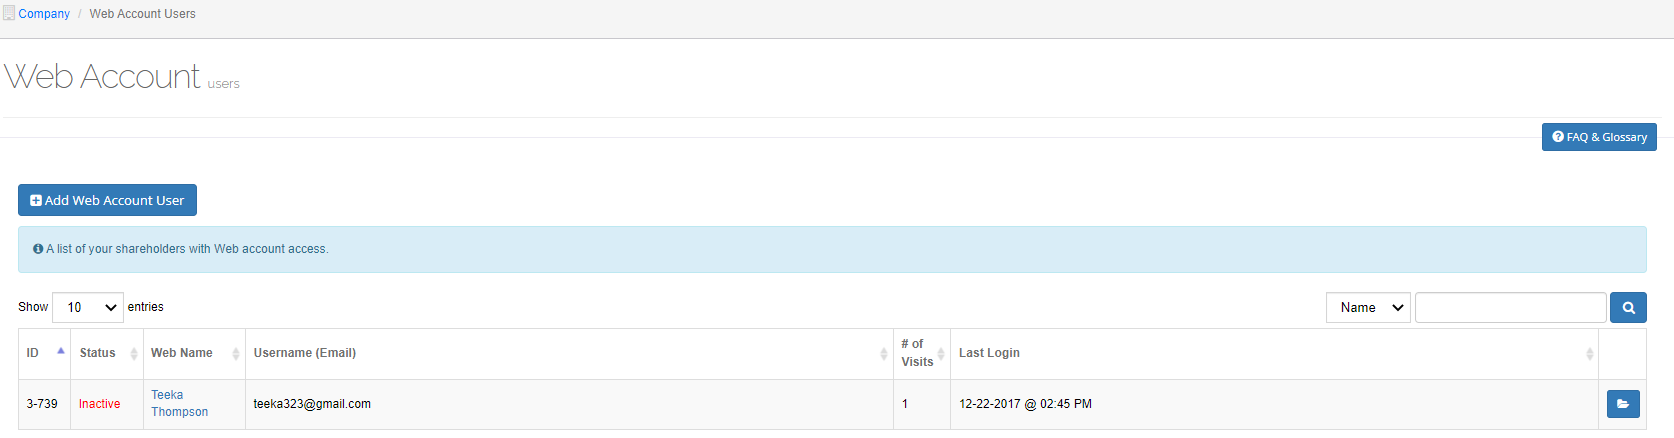 Company / Web Account Users
Web Account users
FAQ & Glossary
Add Web Account User
A list of your shareholders with Web account access.
Show 10 entries Name
ID Status Web Name Username (Email) # of Visits Last Login
3-739 Inactive Teeka Thompson teeka323@gmail.com 1 12-22-2017 @ 02:45 PM